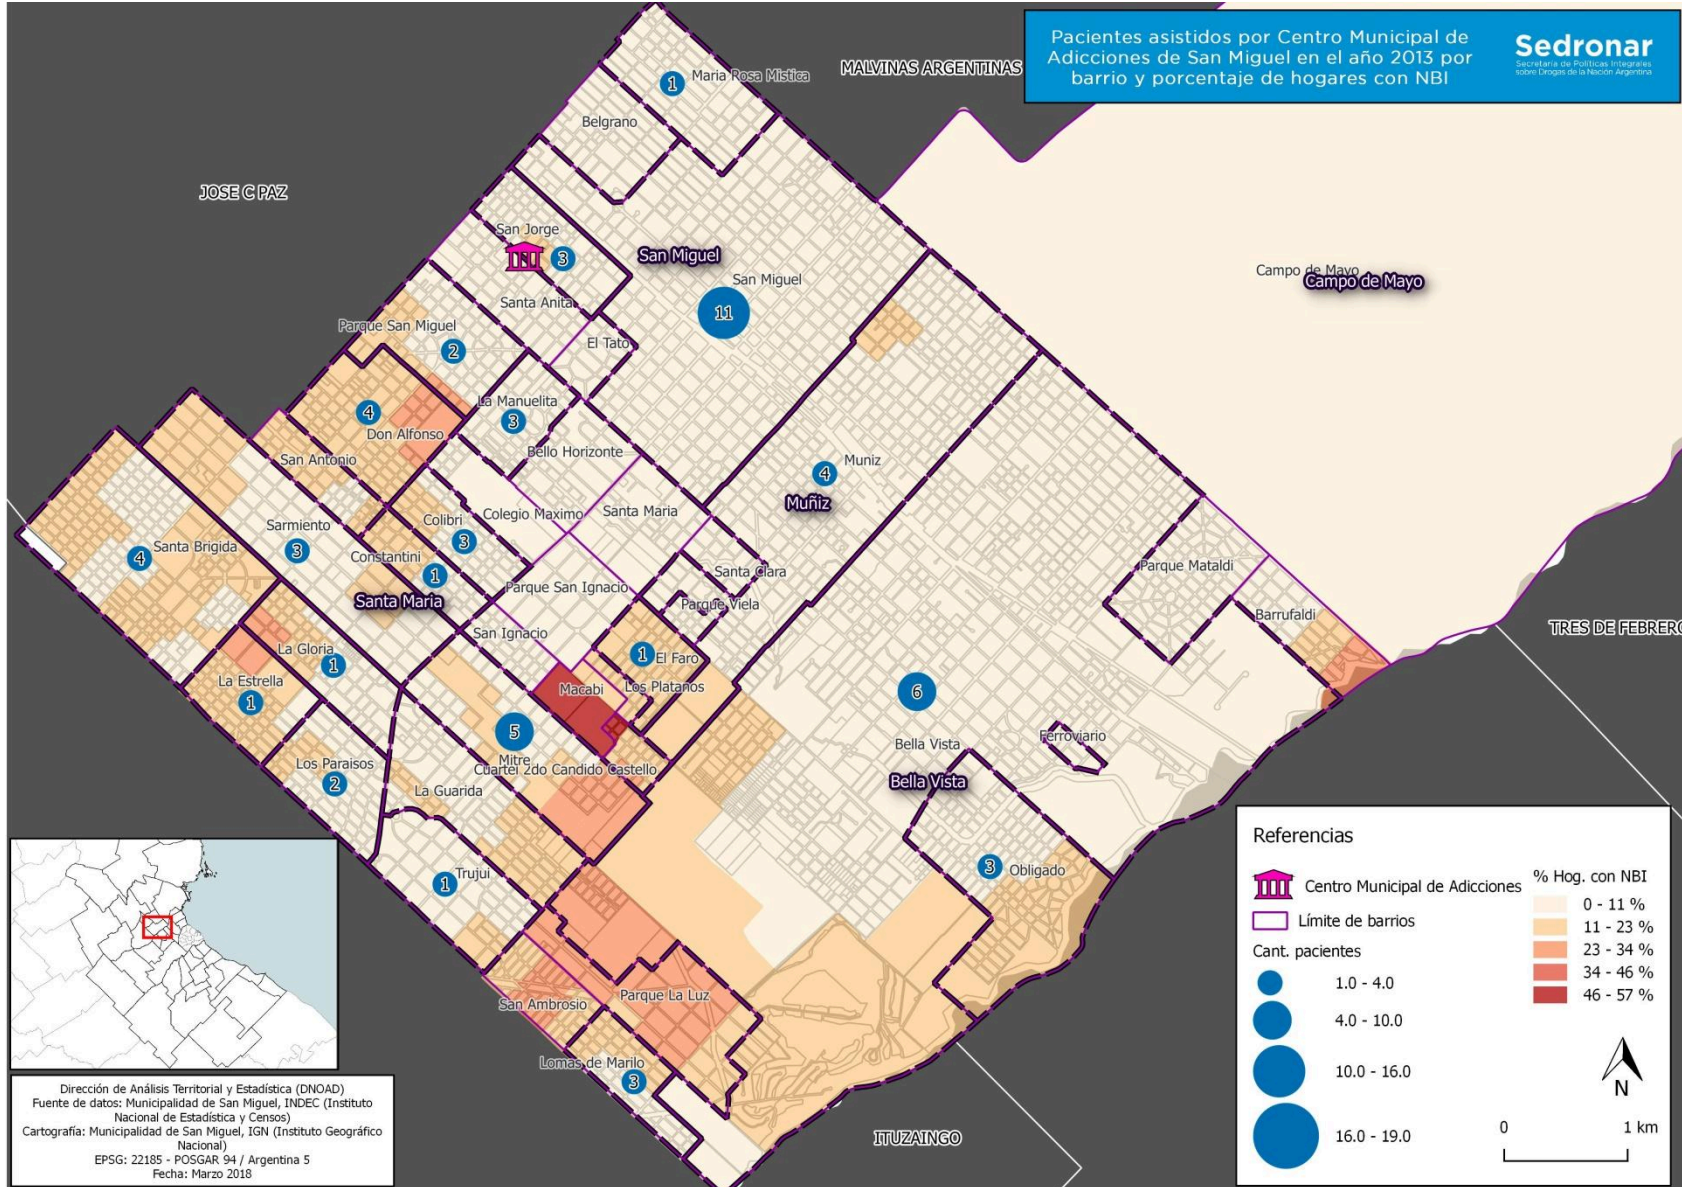 Pacientes asistidos por Centro Municipal de
Adicciones de San Miguel en el año 2013 por
barrio y porcentaje de hogares con NBI
Sedronar
Secretaría de Políticas Integrales
sobre Drogas de la Nación Argentina
MALVINAS ARGENTINAS
Maria Rosa Mistica
1
Belgrano
JOSE C PAZ
San Jorge
3
San Miguel
San Miguel
11
Campo de Mayo
Campo de Mayo
Santa Anita
Parque San Miguel
2
El Tato
La Manuelita
3
4
Don Alfonso
San Antonio
Bello Horizonte
Muniz
4
Muñiz
Colegio Maximo
Santa Maria
Colibri
3
Sarmiento
3
Santa Brigida
4
Constantini
1
Santa Maria
Parque San Ignacio
Santa Clara
Parque Viela
Parque Mataldi
Barrufaldi
TRES DE FEBRERO
San Ignacio
La Gloria
1
El Faro
1
La Estrella
1
Macabi
Los Platanos
6
5
Mitre
Cuartel 2do Candido Castello
Bella Vista
Bella Vista
Ferroviario
Los Paraisos
2
La Guarida
Trujui
1
3
Obligado
San Ambrosio
Parque La Luz
Lomas de Marilo
3
ITUZAINGO
Referencias
Centro Municipal de Adicciones
Límite de barrios
Cant. pacientes
1.0 - 4.0
4.0 - 10.0
10.0 - 16.0
16.0 - 19.0
% Hog. con NBI
0 - 11 %
11 - 23 %
23 - 34 %
34 - 46 %
46 - 57 %
N
0 1 km
Dirección de Análisis Territorial y Estadística (DNOAD)
Fuente de datos: Municipalidad de San Miguel, INDEC (Instituto
Nacional de Estadística y Censos)
Cartografía: Municipalidad de San Miguel, IGN (Instituto Geográfico
Nacional)
EPSG: 22185 - POSGAR 94 / Argentina 5
Fecha: Marzo 2018